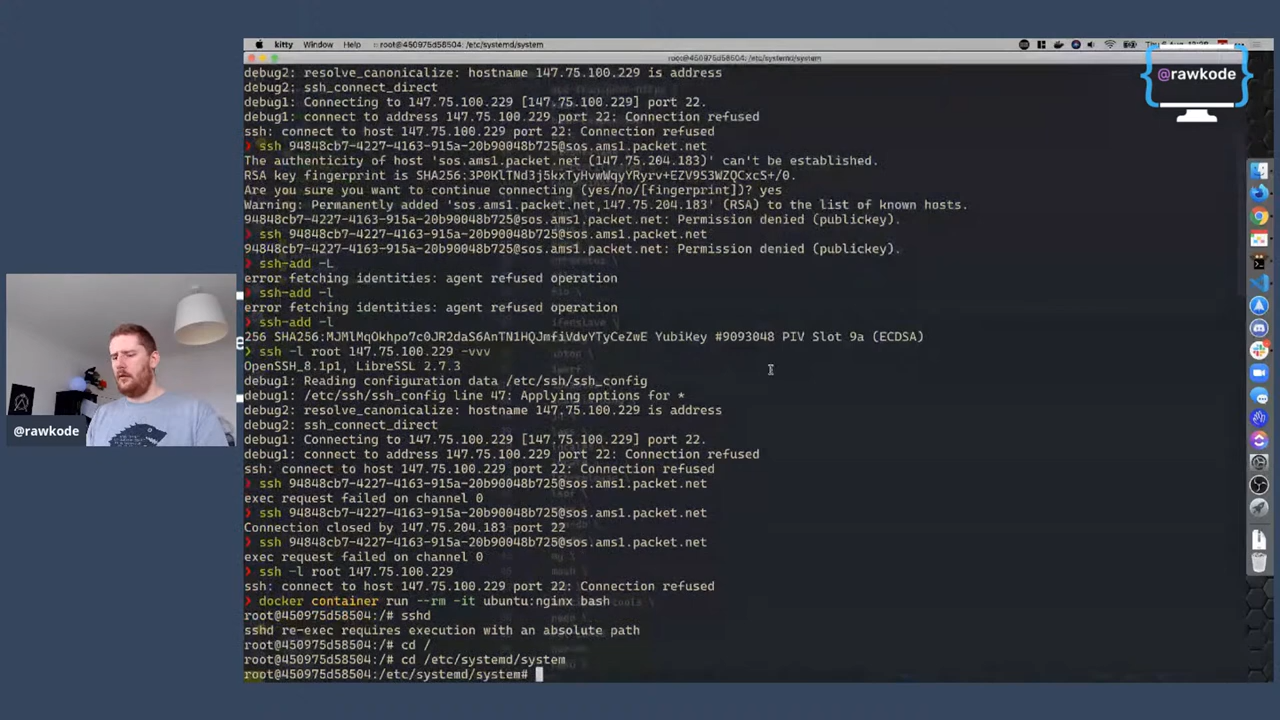 kitty Window Help root@450975d58504: /etc/systemd/system
root@450975d58504: /etc/systemd/system
@rawkode
debug2: resolve_canonicalize: hostname 147.75.100.229 is address
debug2: ssh_connect_direct
debug1: Connecting to 147.75.100.229 [147.75.100.229] port 22.
debug1: connect to address 147.75.100.229 port 22: Connection refused
ssh: connect to host 147.75.100.229 port 22: Connection refused
❯ ssh 94848cb7-4227-4163-915a-20b90048b725@sos.ams1.packet.net
The authenticity of host 'sos.ams1.packet.net (147.75.204.183)' can't be established.
RSA key fingerprint is SHA256:3P0KlTNd3j5kxTyHvwWqyYRyrv+EZV9S3WZQCxcS+/0.
Are you sure you want to continue connecting (yes/no/[fingerprint])? yes
Warning: Permanently added 'sos.ams1.packet.net,147.75.204.183' (RSA) to the list of known hosts.
94848cb7-4227-4163-915a-20b90048b725@sos.ams1.packet.net: Permission denied (publickey).
❯ ssh 94848cb7-4227-4163-915a-20b90048b725@sos.ams1.packet.net
94848cb7-4227-4163-915a-20b90048b725@sos.ams1.packet.net: Permission denied (publickey).
❯ ssh-add -L
error fetching identities: agent refused operation
❯ ssh-add -l
error fetching identities: agent refused operation
❯ ssh-add -l
256 SHA256:MJMlMqOkhpo7c0JR2daS6AnTN1HQJmfiVdvYTyCeZwE YubiKey #9093048 PIV Slot 9a (ECDSA)
❯ ssh -l root 147.75.100.229 -vvv
OpenSSH_8.1p1, LibreSSL 2.7.3
debug1: Reading configuration data /etc/ssh/ssh_config
debug1: /etc/ssh/ssh_config line 47: Applying options for *
debug2: resolve_canonicalize: hostname 147.75.100.229 is address
debug2: ssh_connect_direct
debug1: Connecting to 147.75.100.229 [147.75.100.229] port 22.
debug1: connect to address 147.75.100.229 port 22: Connection refused
ssh: connect to host 147.75.100.229 port 22: Connection refused
❯ ssh 94848cb7-4227-4163-915a-20b90048b725@sos.ams1.packet.net
exec request failed on channel 0
❯ ssh 94848cb7-4227-4163-915a-20b90048b725@sos.ams1.packet.net
Connection closed by 147.75.204.183 port 22
❯ ssh 94848cb7-4227-4163-915a-20b90048b725@sos.ams1.packet.net
exec request failed on channel 0
❯ ssh -l root 147.75.100.229
ssh: connect to host 147.75.100.229 port 22: Connection refused
❯ docker container run --rm -it ubuntu:nginx bash
root@450975d58504:/# sshd
sshd re-exec requires execution with an absolute path
root@450975d58504:/# cd /
root@450975d58504:/# cd /etc/systemd/system
root@450975d58504:/etc/systemd/system#
@rawkode